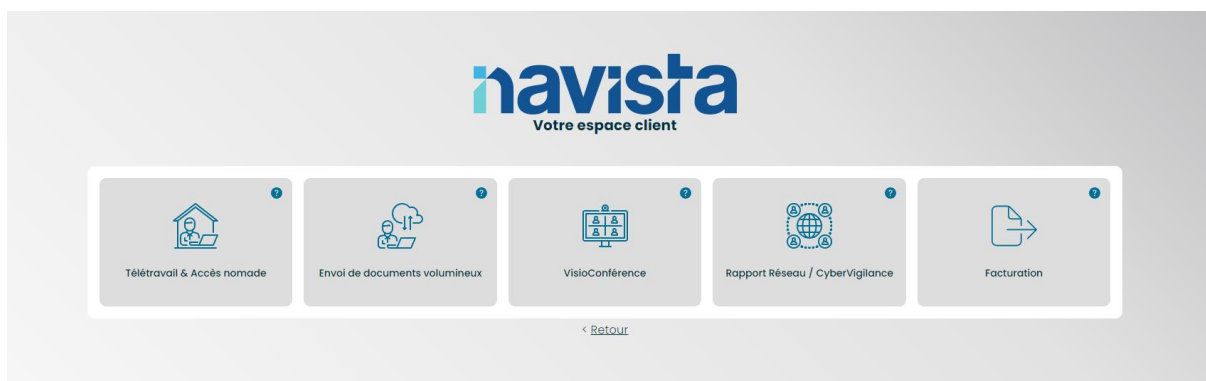 navista
Votre espace client
?
?
?
?
?
Télétravail & Accès nomade
Envoi de documents volumineux
VisioConférence
Rapport Réseau / CyberVigilance
Facturation
< Retour